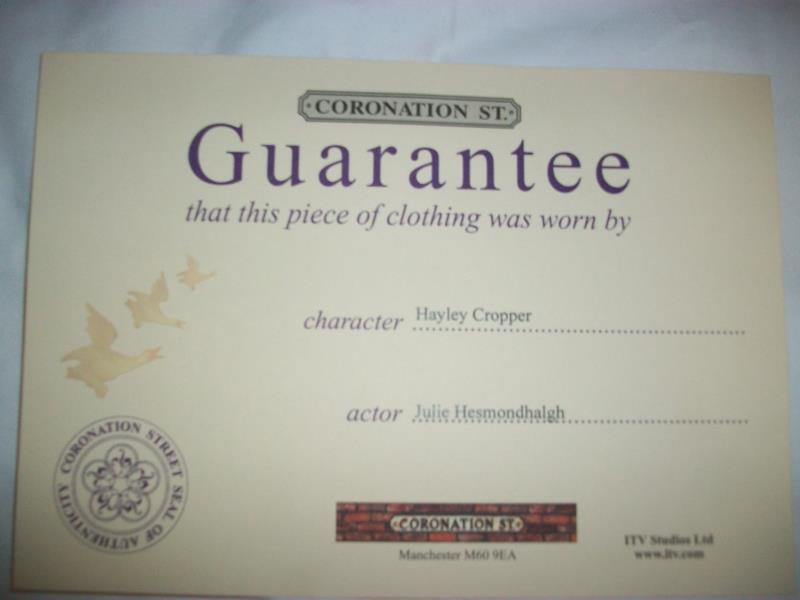 CORONATION ST.
Guarantee
that this piece of clothing was worn by
character Hayley Cropper
actor Julie Hesmondhalgh
CORONATION STREET SEAL OF AUTHENTICITY
CORONATION ST.
Manchester M60 9EA
ITV Studios Ltd
www.itv.com